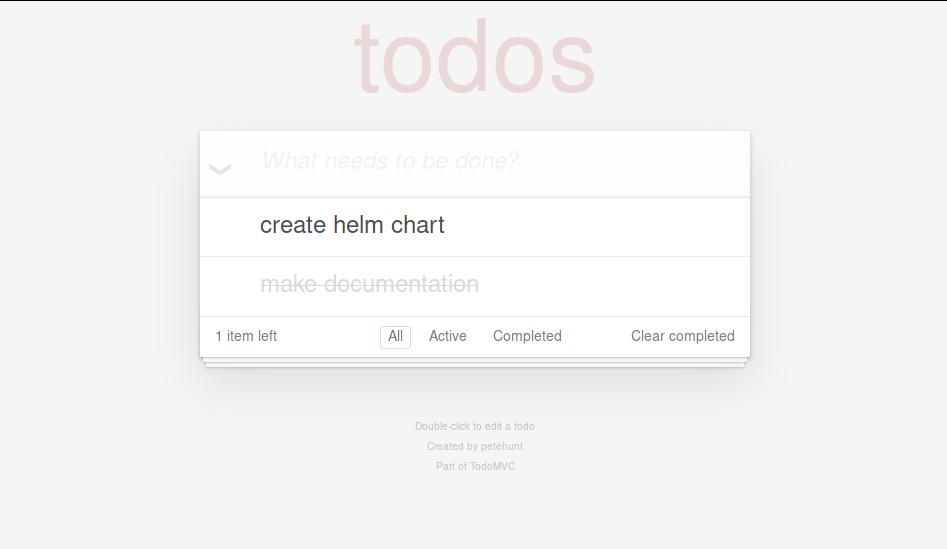 todos
What needs to be done?
create helm chart
make documentation
1 item left All Active Completed Clear completed
Double-click to edit a todo
Created by petehunt
Part of TodoMVC